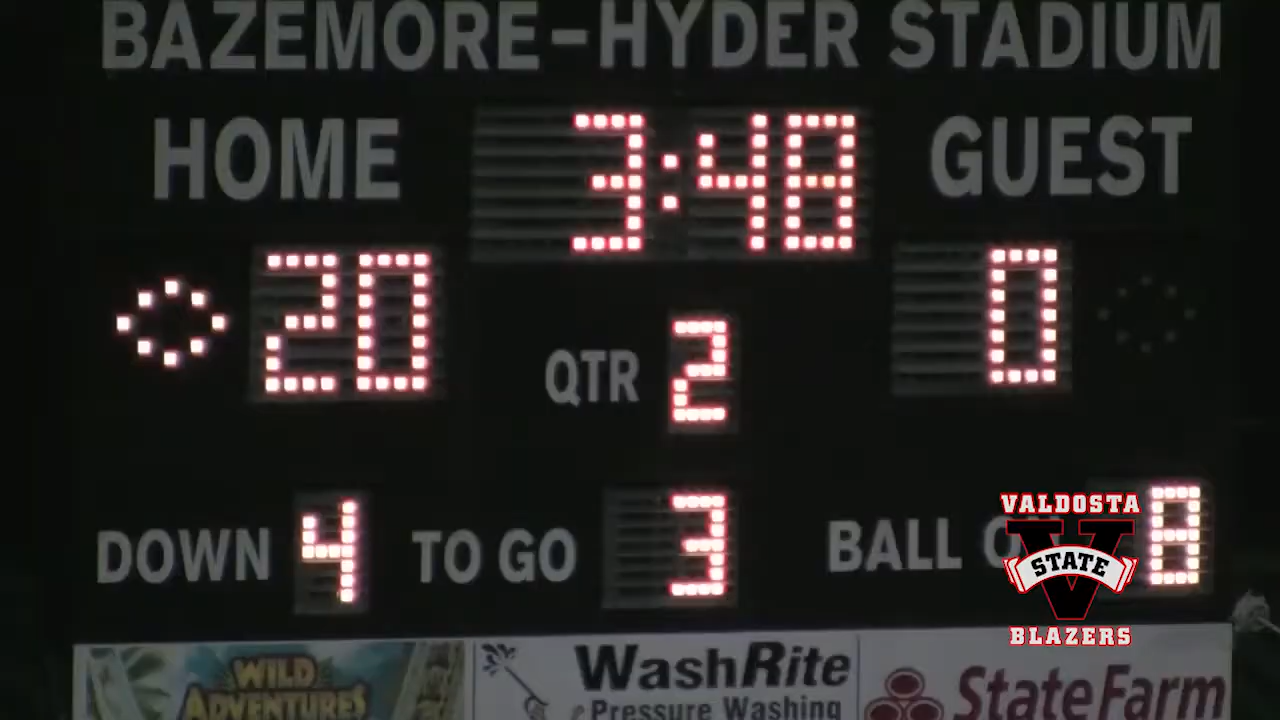 BAZEMORE-HYDER STADIUM
HOME 3:48 GUEST
20 0
QTR 2
DOWN 4 TO GO 3 BALL ON 8
VALDOSTA
V STATE
BLAZERS
WILD
ADVENTURES
WashRite
Pressure Washing
StateFarm